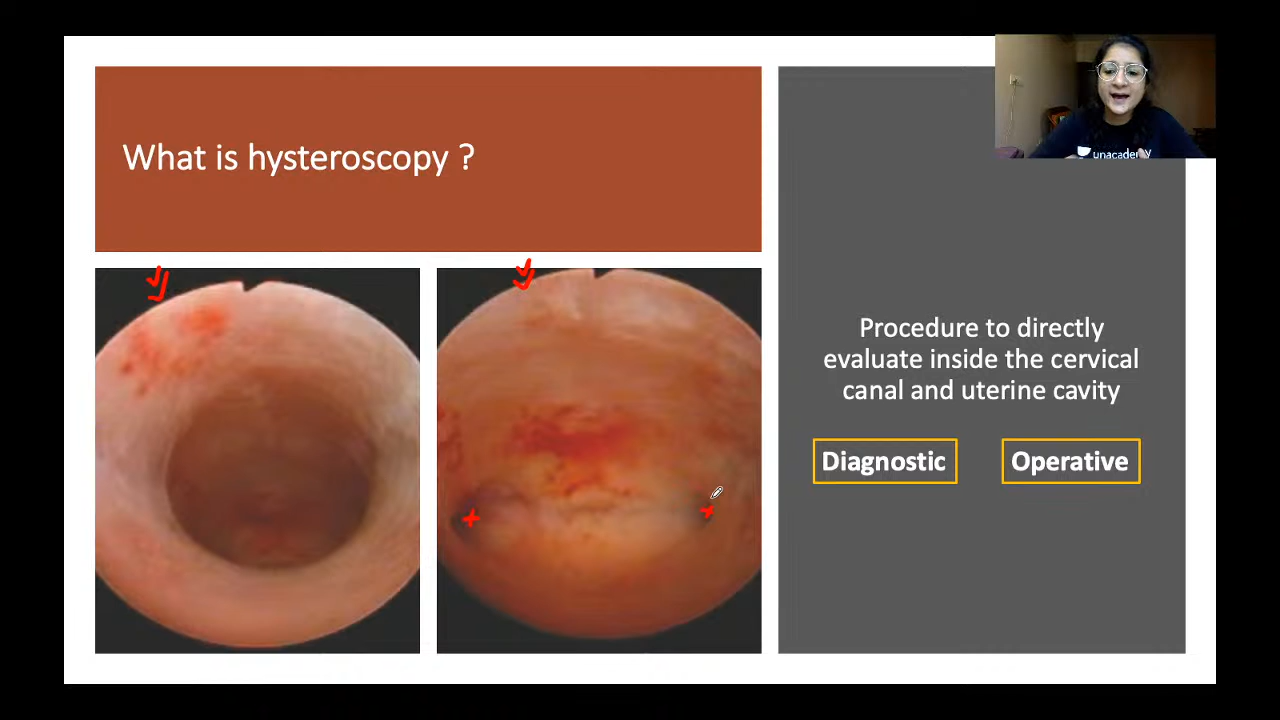 What is hysteroscopy ?
unacademy
Procedure to directly
evaluate inside the cervical
canal and uterine cavity
Diagnostic
Operative